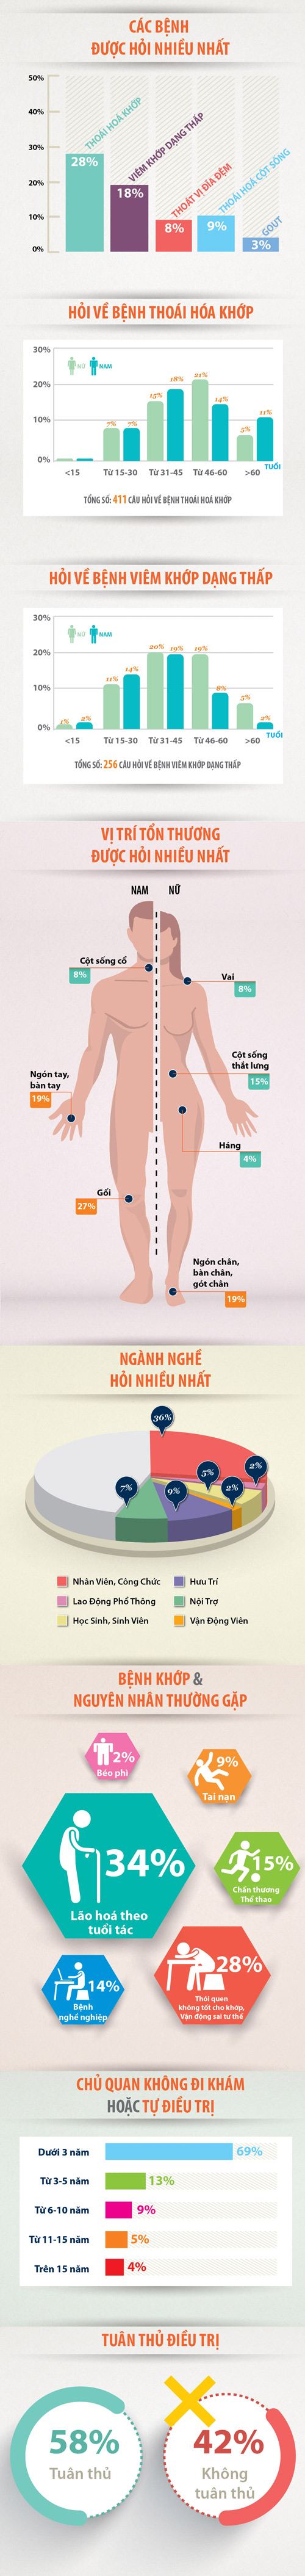 CÁC BỆNH
ĐƯỢC HỎI NHIỀU NHẤT
50%
40%
30%
20%
10%
0%
THOÁI HOÁ KHỚP
28%
VIÊM KHỚP DẠNG THẤP
18%
THOÁT VỊ ĐĨA ĐỆM
8%
THOÁI HOÁ CỘT SỐNG
9%
GOUT
3%
HỎI VỀ BỆNH THOÁI HÓA KHỚP
30%
20%
10%
0%
NỮ NAM
7% 7% 15% 18% 21% 14% 5% 11%
<15 Từ 15-30 Từ 31-45 Từ 46-60 >60 TUỔI
TỔNG SỐ: 411 CÂU HỎI VỀ BỆNH THOÁI HOÁ KHỚP
HỎI VỀ BỆNH VIÊM KHỚP DẠNG THẤP
30%
20%
10%
0%
NỮ NAM
1% 2% 11% 14% 20% 19% 19% 8% 5% 2%
<15 Từ 15-30 Từ 31-45 Từ 46-60 >60 TUỔI
TỔNG SỐ: 256 CÂU HỎI VỀ BỆNH VIÊM KHỚP DẠNG THẤP
VỊ TRÍ TỔN THƯƠNG
ĐƯỢC HỎI NHIỀU NHẤT
NAM NỮ
Cột sống cổ
8%
Vai
8%
Cột sống
thắt lưng
15%
Ngón tay,
bàn tay
19%
Háng
4%
Gối
27%
Ngón chân,
bàn chân,
gót chân
19%
NGÀNH NGHỀ
HỎI NHIỀU NHẤT
36%
5%
2%
7%
9%
2%
Nhân Viên, Công Chức
Hưu Trí
Lao Động Phổ Thông
Nội Trợ
Học Sinh, Sinh Viên
Vận Động Viên
BỆNH KHỚP &
NGUYÊN NHÂN THƯỜNG GẶP
2%
Béo phì
9%
Tai nạn
34%
Lão hoá theo
tuổi tác
15%
Chấn thương
Thể thao
28%
Thói quen
không tốt cho khớp,
Vận động sai tư thế
14%
Bệnh
nghề nghiệp
CHỦ QUAN KHÔNG ĐI KHÁM
HOẶC TỰ ĐIỀU TRỊ
Dưới 3 năm 69%
Từ 3-5 năm 13%
Từ 6-10 năm 9%
Từ 11-15 năm 5%
Trên 15 năm 4%
TUÂN THỦ ĐIỀU TRỊ
58%
Tuân thủ
42%
Không
tuân thủ